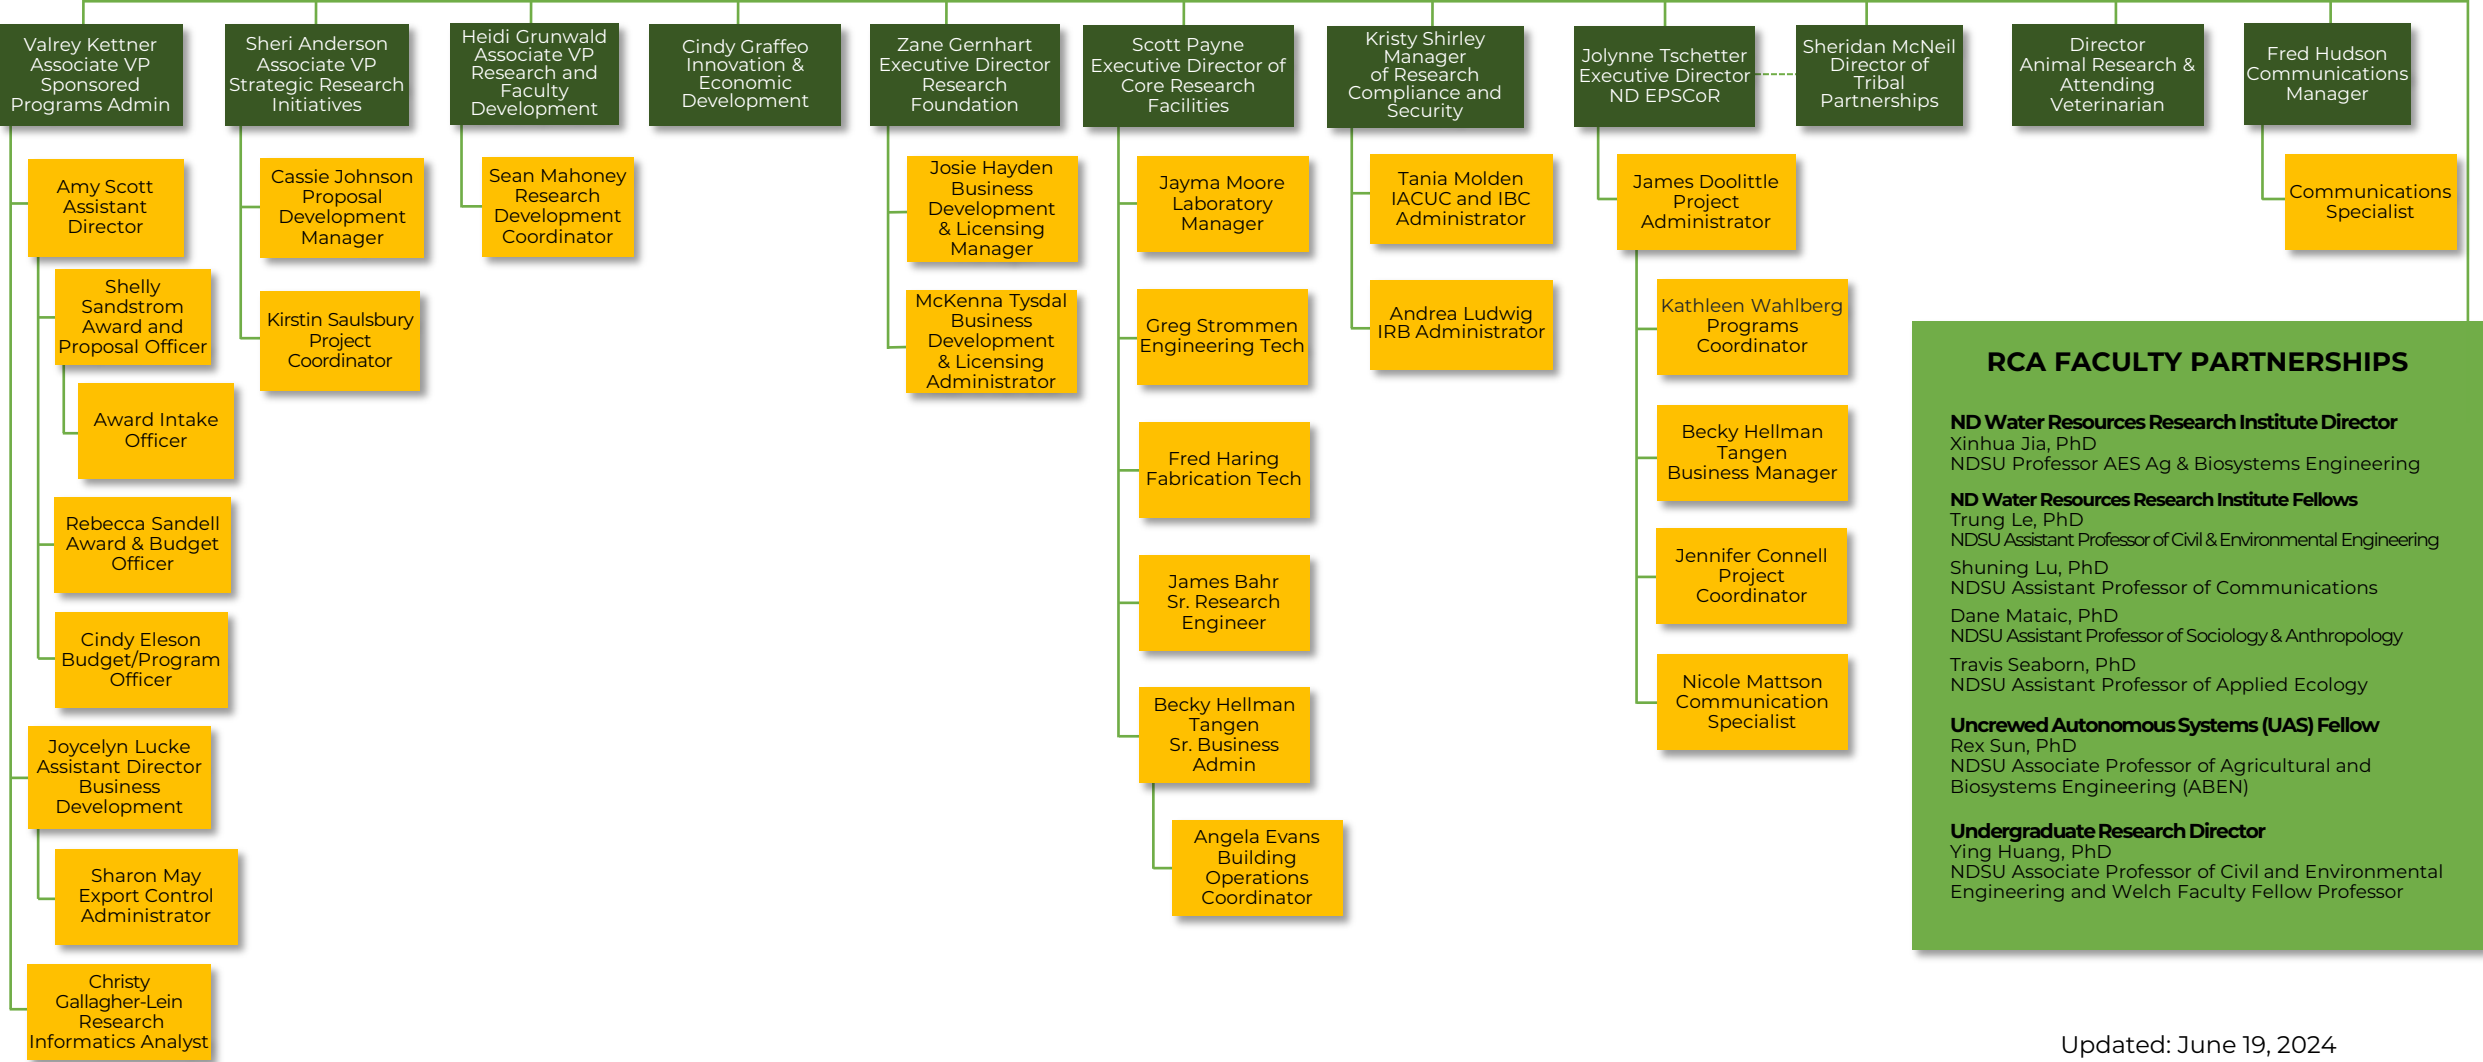 Valrey Kettner
Associate VP
Sponsored
Programs Admin
Sheri Anderson
Associate VP
Strategic Research
Initiatives
Heidi Grunwald
Associate VP
Research and
Faculty
Development
Cindy Graffeo
Innovation &
Economic
Development
Zane Gernhart
Executive Director
Research
Foundation
Scott Payne
Executive Director of
Core Research
Facilities
Kristy Shirley
Manager
of Research
Compliance and
Security
Jolynne Tschetter
Executive Director
ND EPSCoR
Sheridan McNeil
Director of
Tribal
Partnerships
Director
Animal Research &
Attending
Veterinarian
Fred Hudson
Communications
Manager
Amy Scott
Assistant
Director
Shelly
Sandstrom
Award and
Proposal Officer
Award Intake
Officer
Rebecca Sandell
Award & Budget
Officer
Cindy Eleson
Budget/Program
Officer
Joycelyn Lucke
Assistant Director
Business
Development
Sharon May
Export Control
Administrator
Christy
Gallagher-Lein
Research
Informatics Analyst
Cassie Johnson
Proposal
Development
Manager
Kirstin Saulsbury
Project
Coordinator
Sean Mahoney
Research
Development
Coordinator
Josie Hayden
Business
Development
& Licensing
Manager
McKenna Tysdal
Business
Development
& Licensing
Administrator
Jayma Moore
Laboratory
Manager
Greg Strommen
Engineering Tech
Fred Haring
Fabrication Tech
James Bahr
Sr. Research
Engineer
Becky Hellman
Tangen
Sr. Business
Admin
Angela Evans
Building
Operations
Coordinator
Tania Molden
IACUC and IBC
Administrator
Andrea Ludwig
IRB Administrator
James Doolittle
Project
Administrator
Kathleen Wahlberg
Programs
Coordinator
Becky Hellman
Tangen
Business Manager
Jennifer Connell
Project
Coordinator
Nicole Mattson
Communication
Specialist
Communications
Specialist
RCA FACULTY PARTNERSHIPS
ND Water Resources Research Institute Director
Xinhua Jia, PhD
NDSU Professor AES Ag & Biosystems Engineering
ND Water Resources Research Institute Fellows
Trung Le, PhD
NDSU Assistant Professor of Civil & Environmental Engineering
Shuning Lu, PhD
NDSU Assistant Professor of Communications
Dane Mataic, PhD
NDSU Assistant Professor of Sociology & Anthropology
Travis Seaborn, PhD
NDSU Assistant Professor of Applied Ecology
Uncrewed Autonomous Systems (UAS) Fellow
Rex Sun, PhD
NDSU Associate Professor of Agricultural and
Biosystems Engineering (ABEN)
Undergraduate Research Director
Ying Huang, PhD
NDSU Associate Professor of Civil and Environmental
Engineering and Welch Faculty Fellow Professor
Updated: June 19, 2024